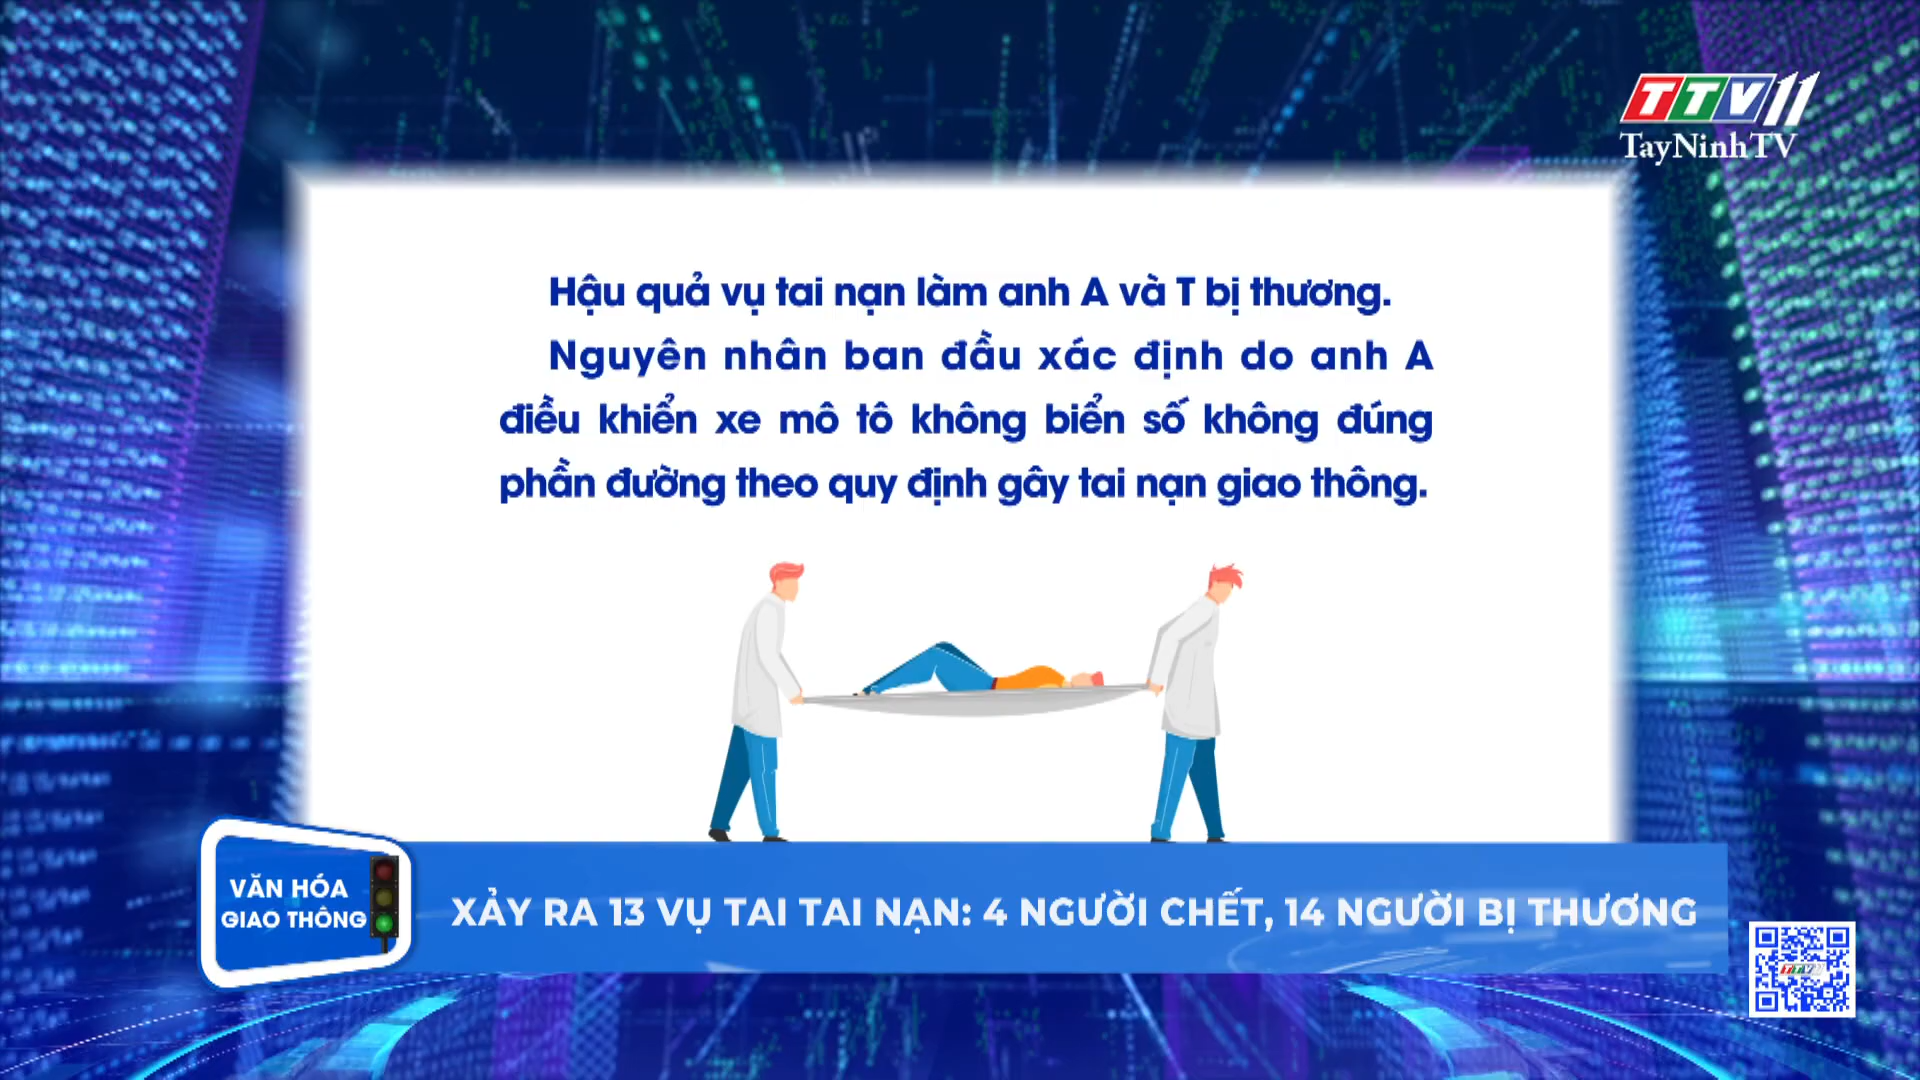 TTV11
TayNinhTV
Hậu quả vụ tai nạn làm anh A và T bị thương.
Nguyên nhân ban đầu xác định do anh A
điều khiển xe mô tô không biển số không đúng
phần đường theo quy định gây tai nạn giao thông.
VĂN HÓA
GIAO THÔNG
XẢY RA 13 VỤ TAI TAI NẠN: 4 NGƯỜI CHẾT, 14 NGƯỜI BỊ THƯƠNG